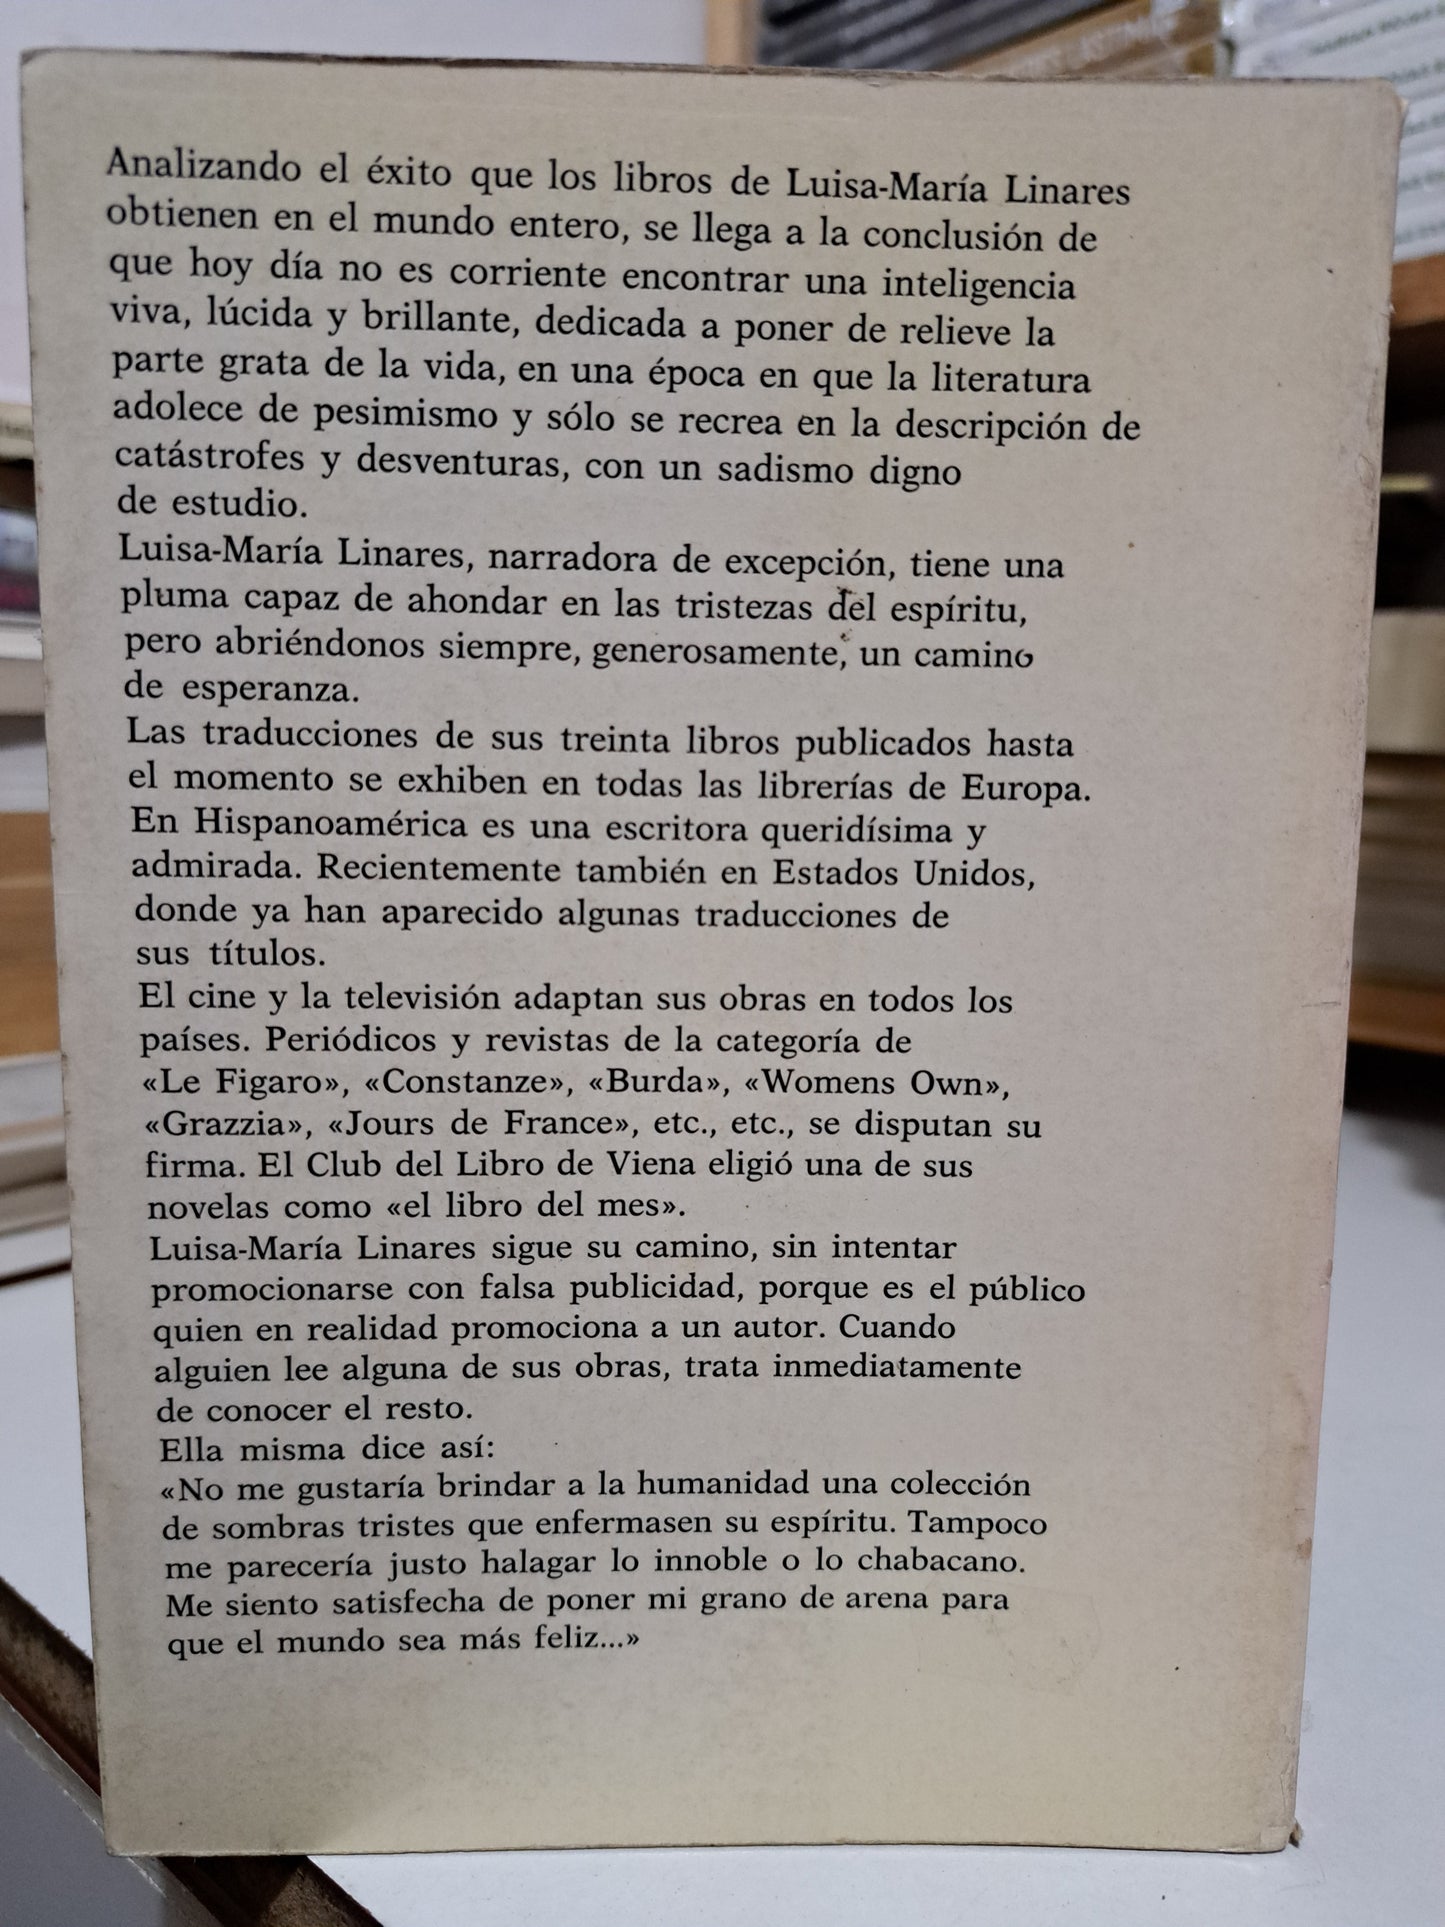 Analizando el éxito que los libros de Luisa-María Linares
obtienen en el mundo entero, se llega a la conclusión de
que hoy día no es corriente encontrar una inteligencia
viva, lúcida y brillante, dedicada a poner de relieve la
parte grata de la vida, en una época en que la literatura
adolece de pesimismo y sólo se recrea en la descripción de
catástrofes y desventuras, con un sadismo digno
de estudio.
Luisa-María Linares, narradora de excepción, tiene una
pluma capaz de ahondar en las tristezas del espíritu,
pero abriéndonos siempre, generosamente, un camino
de esperanza.
Las traducciones de sus treinta libros publicados hasta
el momento se exhiben en todas las librerías de Europa.
En Hispanoamérica es una escritora queridísima y
admirada. Recientemente también en Estados Unidos,
donde ya han aparecido algunas traducciones de
sus títulos.
El cine y la televisión adaptan sus obras en todos los
países. Periódicos y revistas de la categoría de
«Le Figaro», «Constanze», «Burda», «Womens Own»,
«Grazzia», «Jours de France», etc., etc., se disputan su
firma. El Club del Libro de Viena eligió una de sus
novelas como «el libro del mes».
Luisa-María Linares sigue su camino, sin intentar
promocionarse con falsa publicidad, porque es el público
quien en realidad promociona a un autor. Cuando
alguien lee alguna de sus obras, trata inmediatamente
de conocer el resto.
Ella misma dice así:
«No me gustaría brindar a la humanidad una colección
de sombras tristes que enfermasen su espíritu. Tampoco
me parecería justo halagar lo innoble o lo chabacano.
Me siento satisfecha de poner mi grano de arena para
que el mundo sea más feliz...»